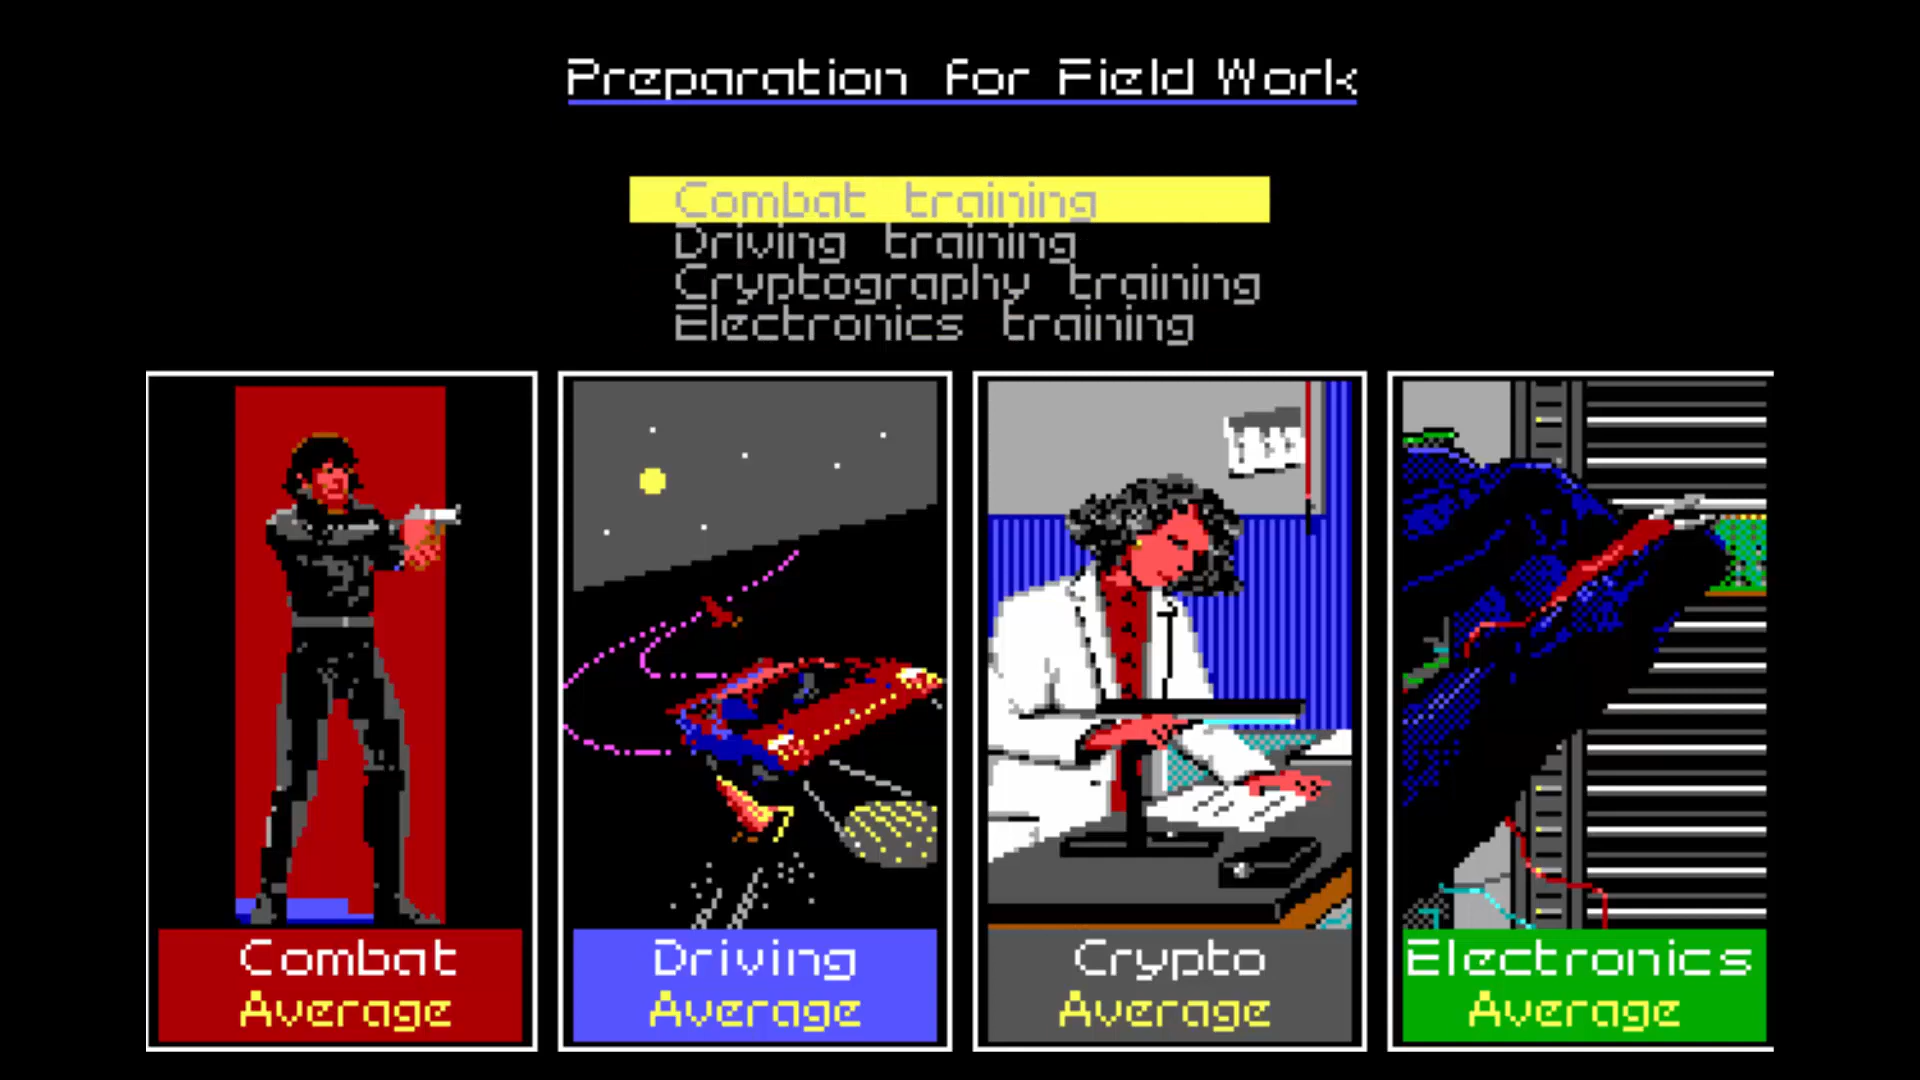 Preparation for Field Work
Combat training
Driving training
Cryptography training
Electronics training
Combat
Average
Driving
Average
Crypto
Average
Electronics
Average